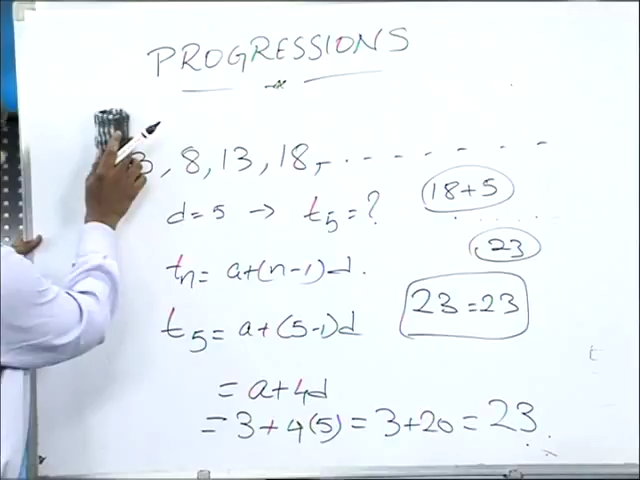 PROGRESSIONS
3, 8, 13, 18, - . - - - - - -
d = 5 → t5 = ?
18+5
23
tn = a+(n-1)d.
23 = 23
t5 = a+(5-1)d
= a+4d
= 3+4(5) = 3+20 = 23